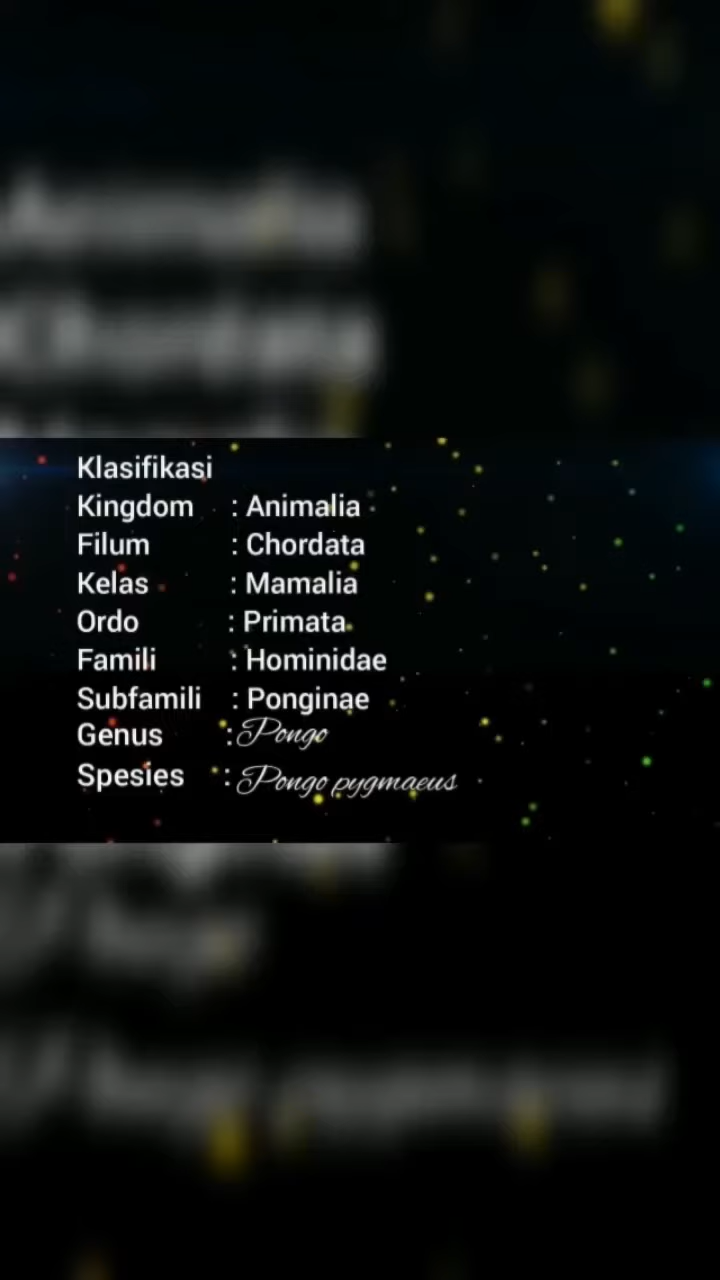 Klasifikasi
Kingdom : Animalia
Filum : Chordata
Kelas : Mamalia
Ordo : Primata
Famili : Hominidae
Subfamili : Ponginae
Genus : Pongo
Spesies : Pongo pygmaeus